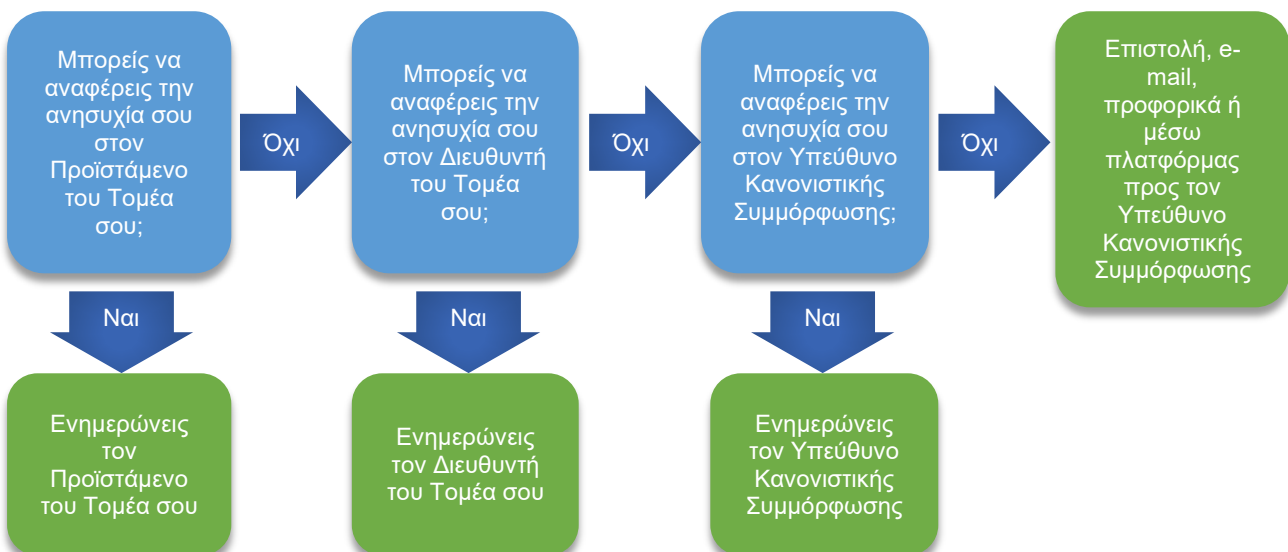 Μπορείς να
αναφέρεις την
ανησυχία σου
στον
Προϊστάμενο
του Τομέα
σου;
Όχι
Μπορείς να
αναφέρεις την
ανησυχία σου
στον Διευθυντή
του Τομέα
σου;
Όχι
Μπορείς να
αναφέρεις την
ανησυχία σου
στον Υπεύθυνο
Κανονιστικής
Συμμόρφωσης;
Όχι
Επιστολή, e-
mail,
προφορικά ή
μέσω
πλατφόρμας
προς τον
Υπεύθυνο
Κανονιστικής
Συμμόρφωσης
Ναι
Ναι
Ναι
Ενημερώνεις
τον
Προϊστάμενο
του Τομέα σου
Ενημερώνεις
τον Διευθυντή
του Τομέα σου
Ενημερώνεις
τον Υπεύθυνο
Κανονιστικής
Συμμόρφωσης